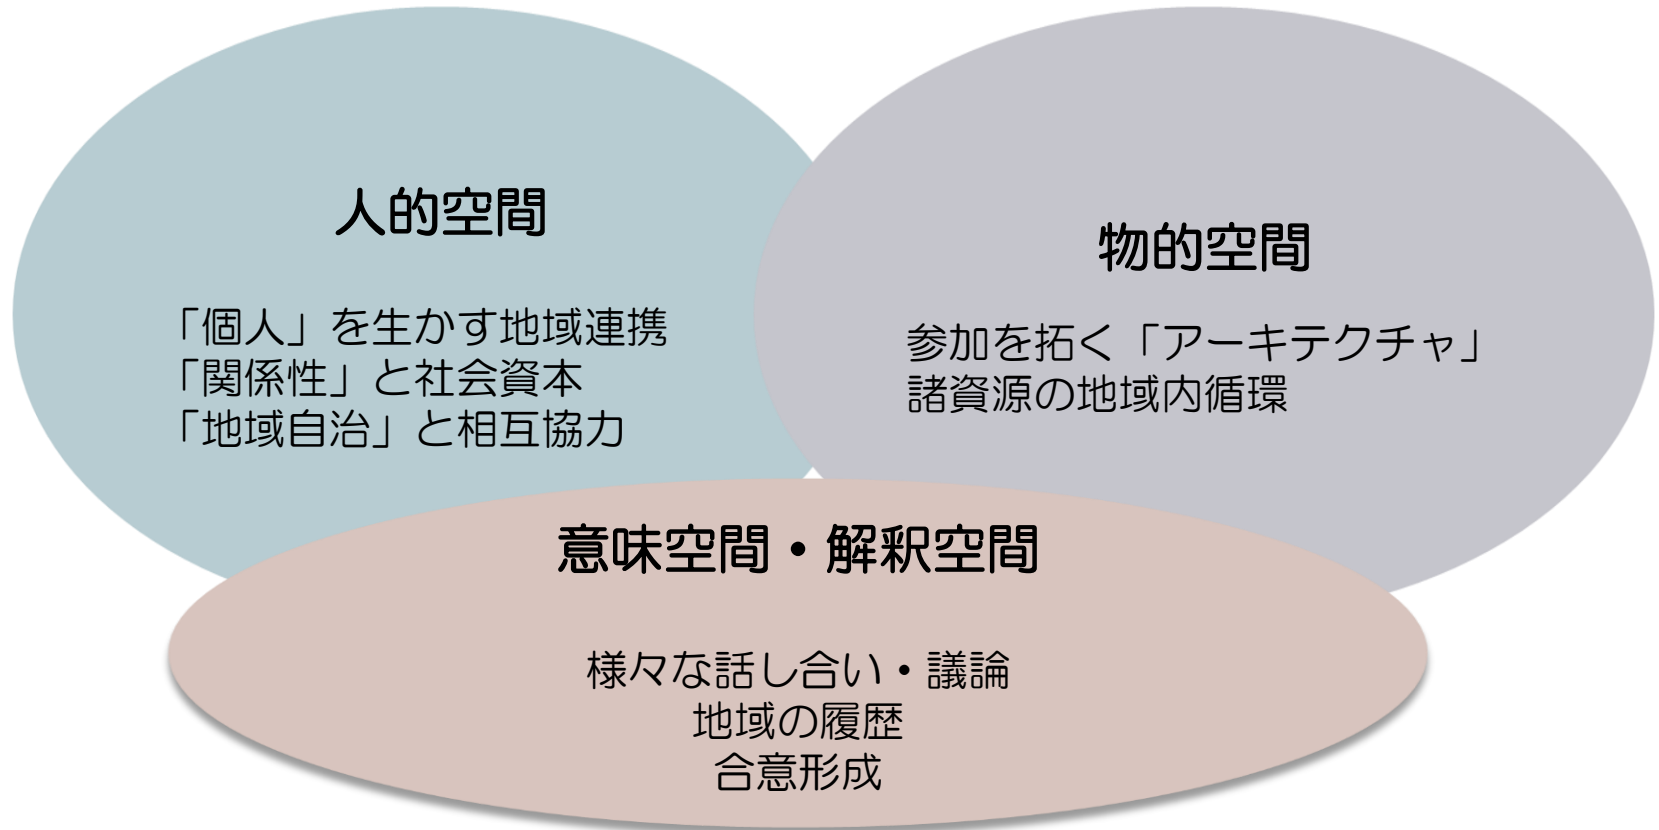 人的空間
「個人」を生かす地域連携
「関係性」と社会資本
「地域自治」と相互協力
物的空間
参加を拓く「アーキテクチャ」
諸資源の地域内循環
意味空間・解釈空間
様々な話し合い・議論
地域の履歴
合意形成